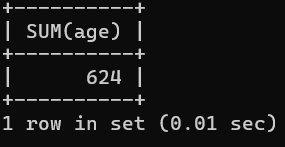 +----------+
| SUM(age) |
+----------+
|      624 |
+----------+
1 row in set (0.01 sec)